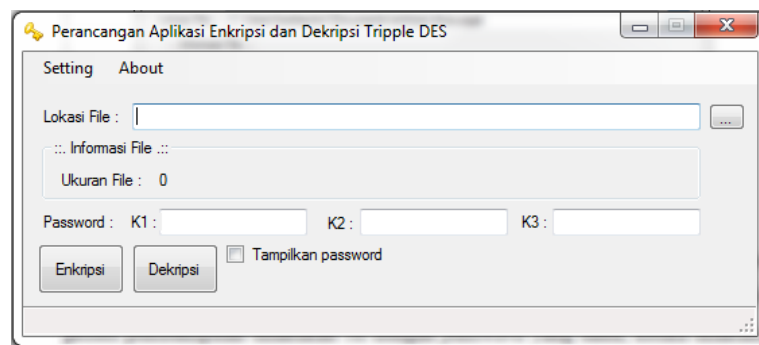 Perancangan Aplikasi Enkripsi dan Dekripsi Tripple DES
Setting About
Lokasi File :
...
::. Informasi File .::
Ukuran File : 0
Password : K1 : K2 : K3 :
Enkripsi Dekripsi Tampilkan password